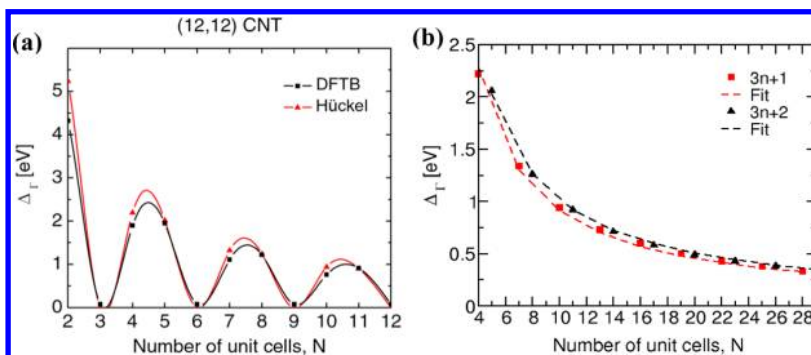 (a)
(12,12) CNT
DFTB
Hückel
Δ_Γ [eV]
5
4
3
2
1
0
2 3 4 5 6 7 8 9 10 11 12
Number of unit cells, N
(b)
3n+1
Fit
3n+2
Fit
Δ_Γ [eV]
2.5
2
1.5
1
0.5
0
4 6 8 10 12 14 16 18 20 22 24 26 28
Number of unit cells, N